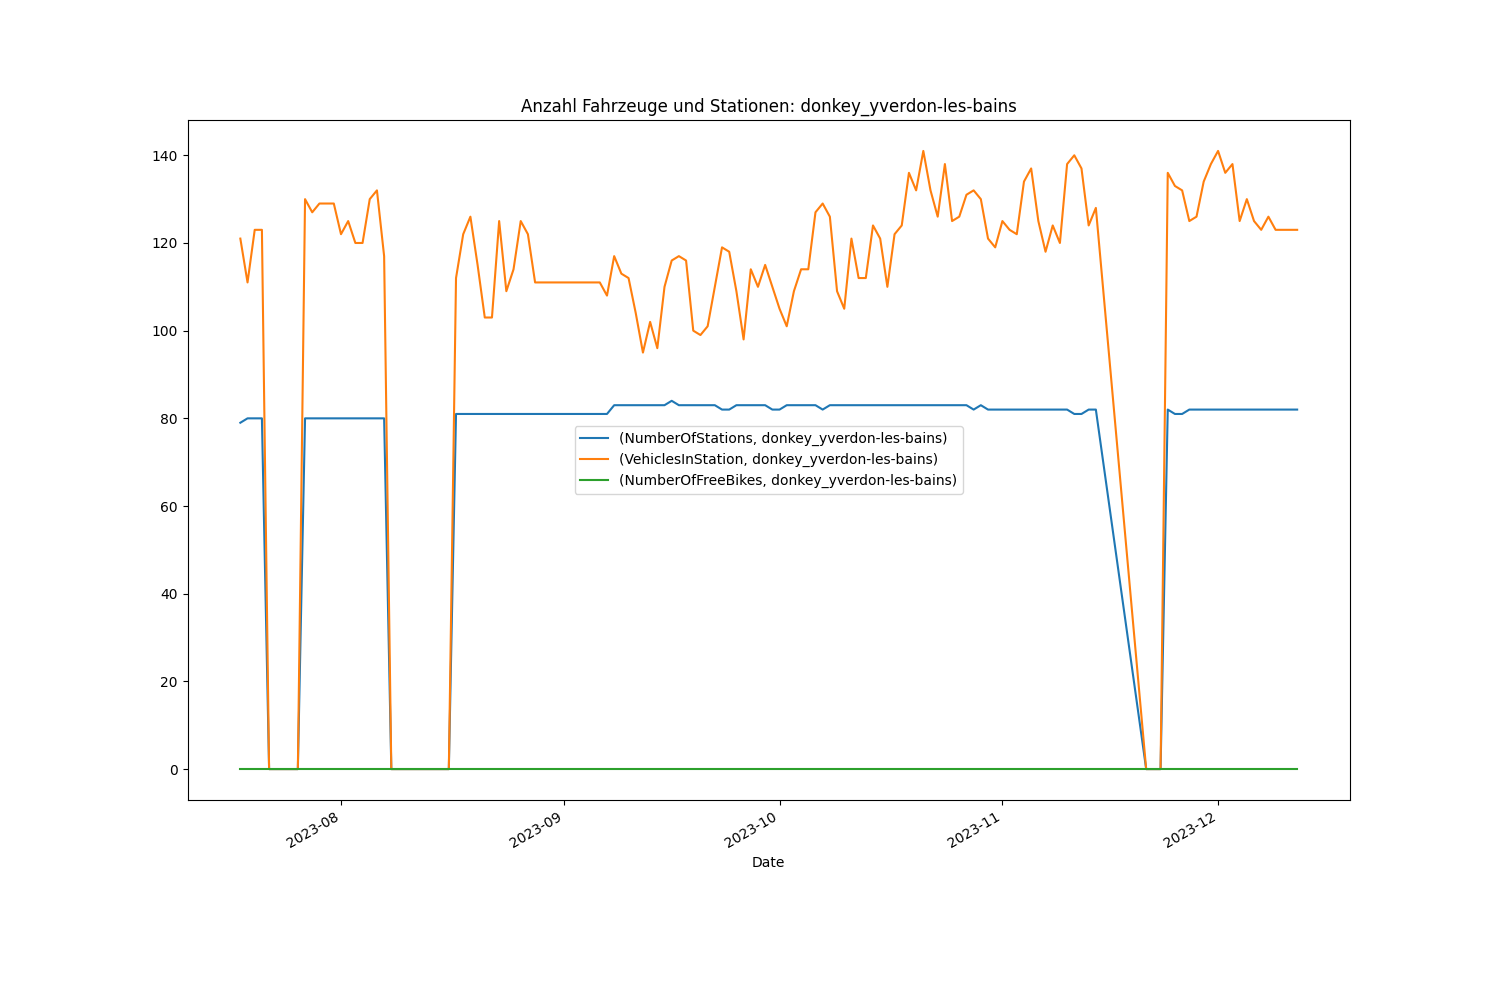 Anzahl Fahrzeuge und Stationen: donkey_yverdon-les-bains
140
120
100
80
60
40
20
0
(NumberOfStations, donkey_yverdon-les-bains)
(VehiclesInStation, donkey_yverdon-les-bains)
(NumberOfFreeBikes, donkey_yverdon-les-bains)
2023-08
2023-09
2023-10
2023-11
2023-12
Date